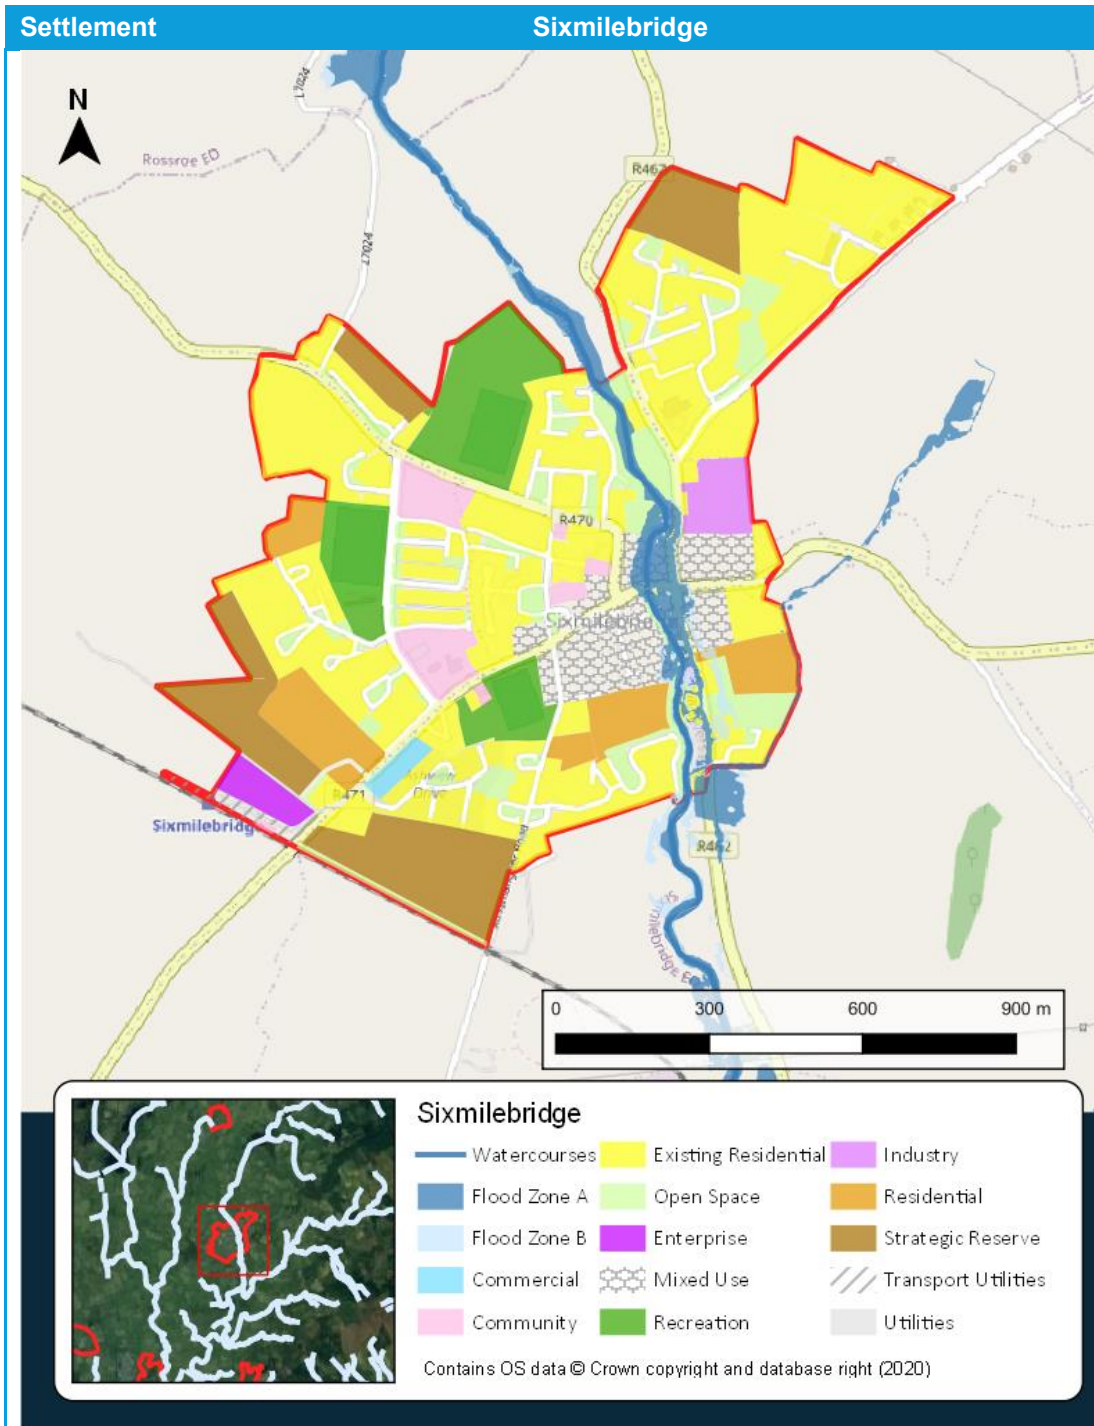 Settlement Sixmilebridge
N
L7024
Rossroe ED
R462
L7024
R470
Sixmilebridge
Drive
R471
Sixmilebridge
R462
0 300 600 900 m
Sixmilebridge
Watercourses Existing Residential Industry
Flood Zone A Open Space Residential
Flood Zone B Enterprise Strategic Reserve
Commercial Mixed Use Transport Utilities
Community Recreation Utilities
Contains OS data © Crown copyright and database right (2020)